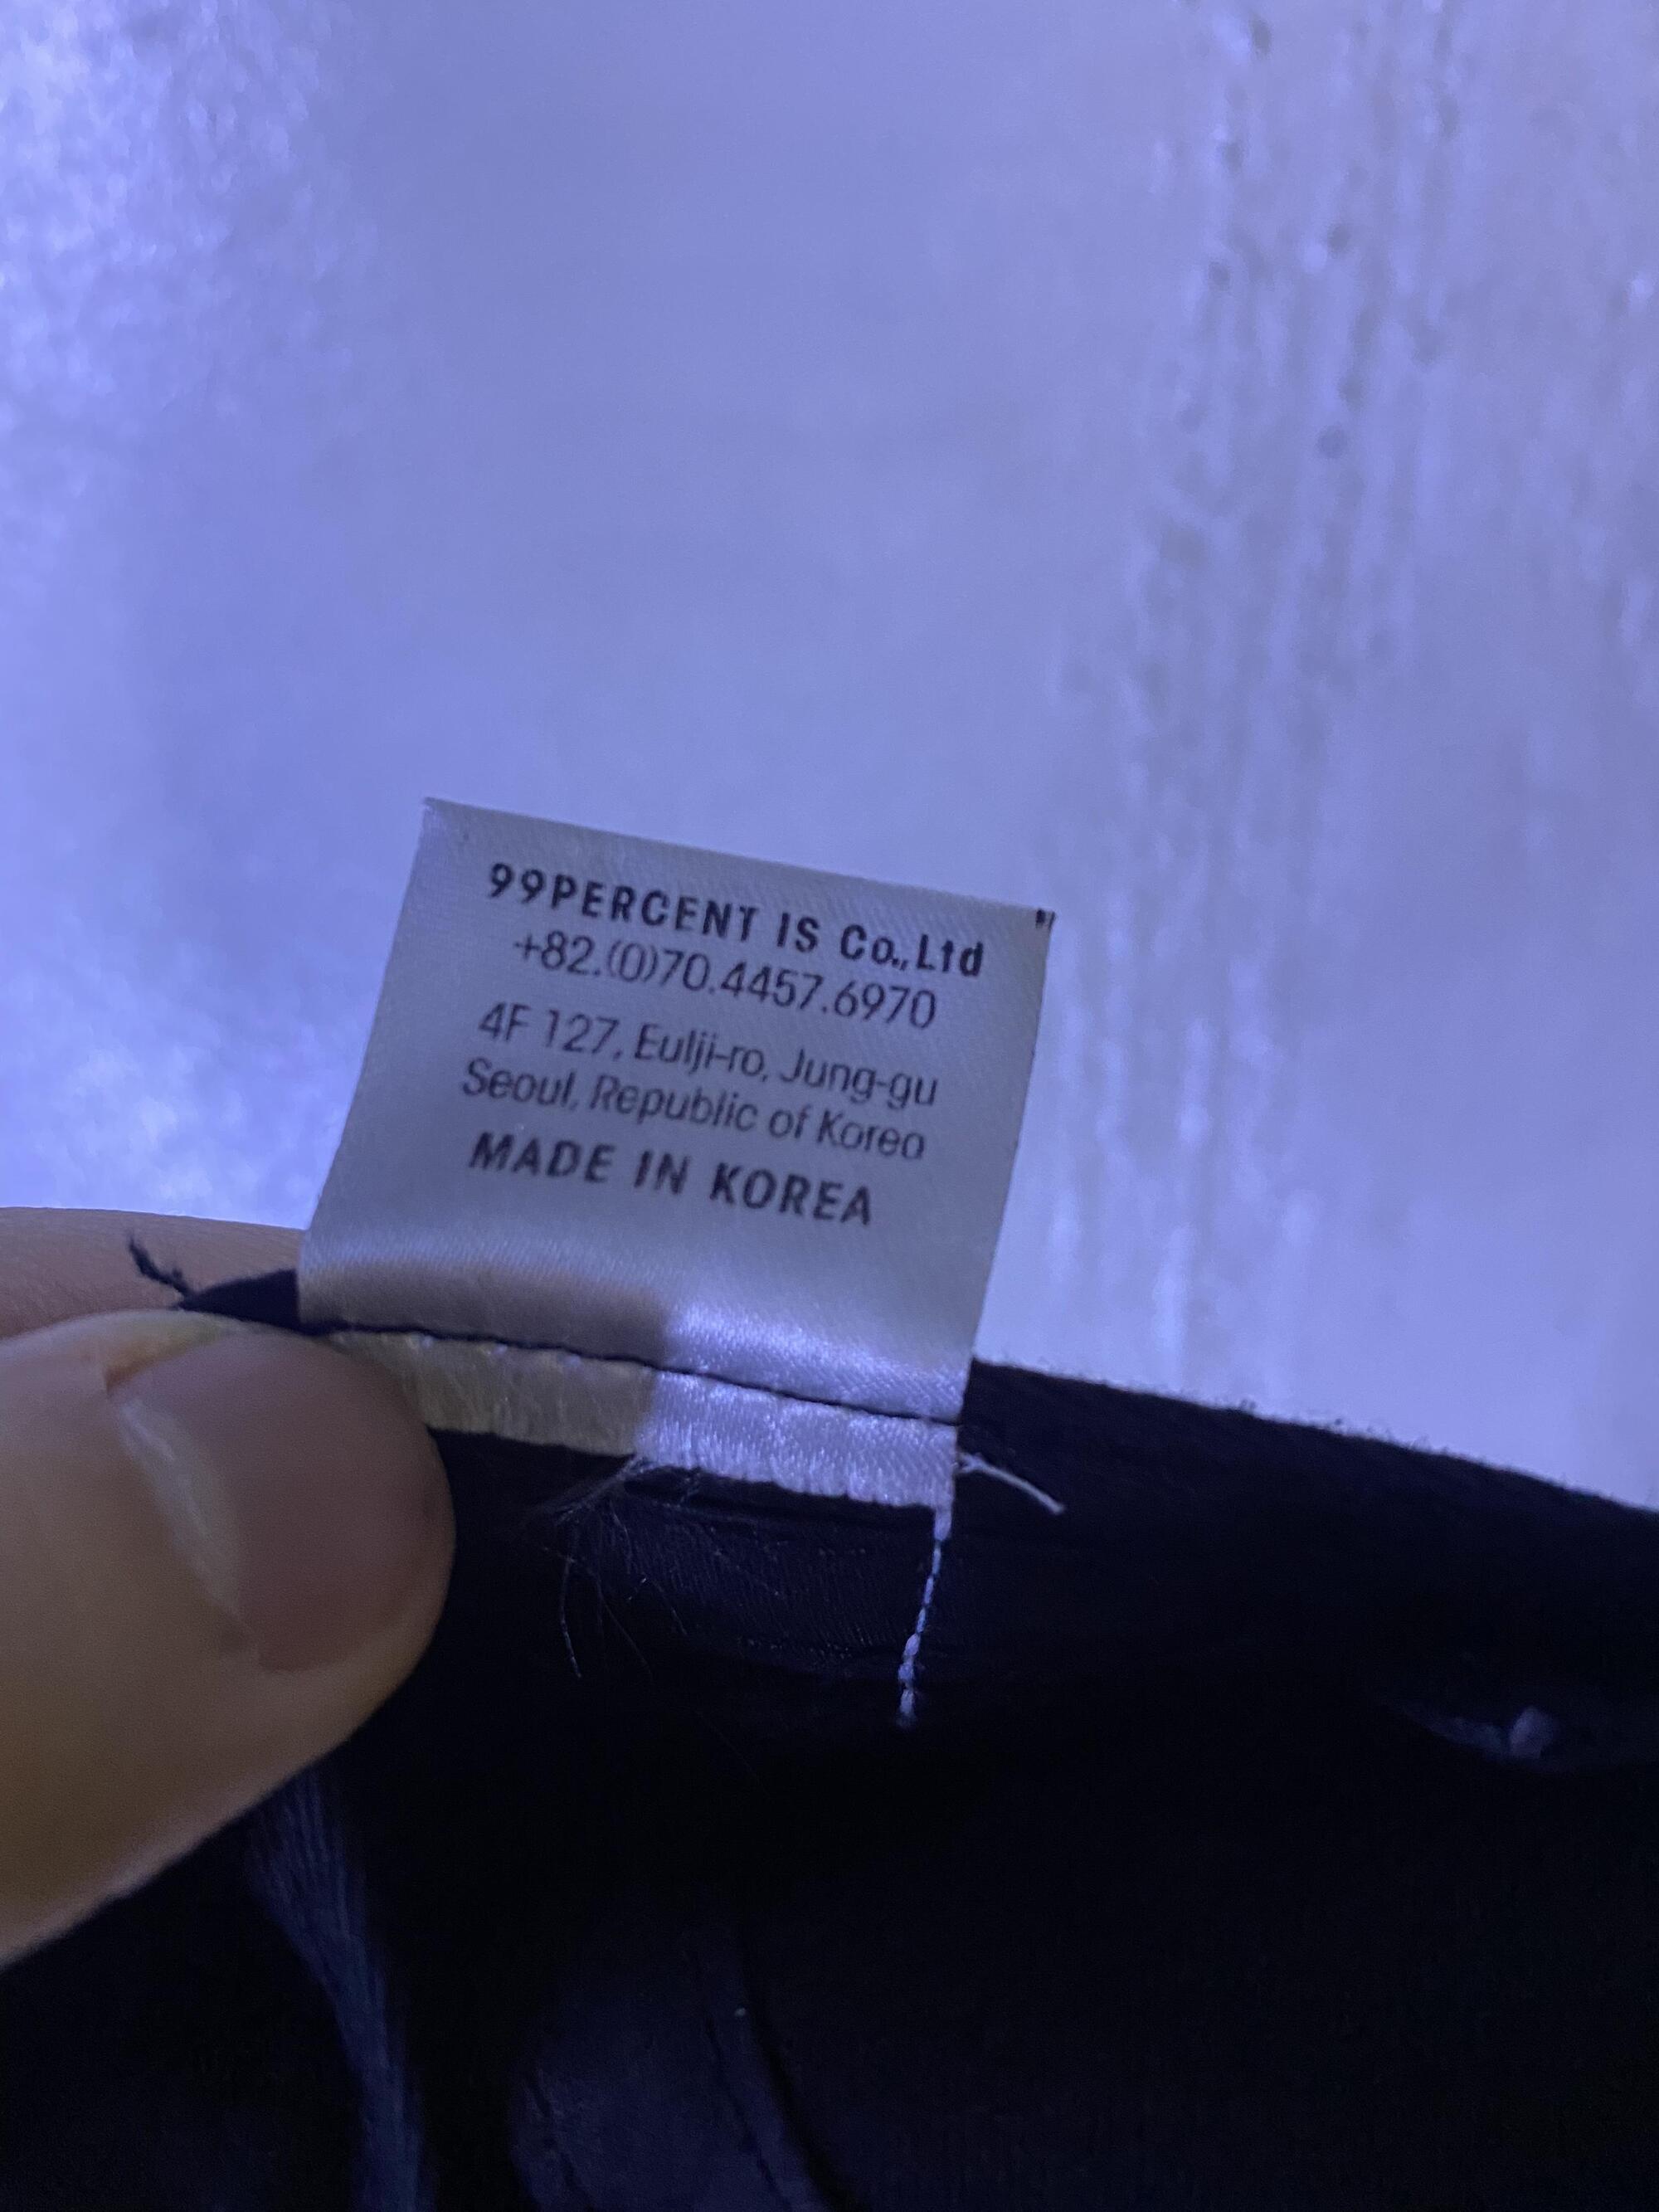 99PERCENT IS Co.,Ltd
+82.(0)70.4457.6970
4F 127, Eulji-ro, Jung-gu
Seoul, Republic of Korea
MADE IN KOREA